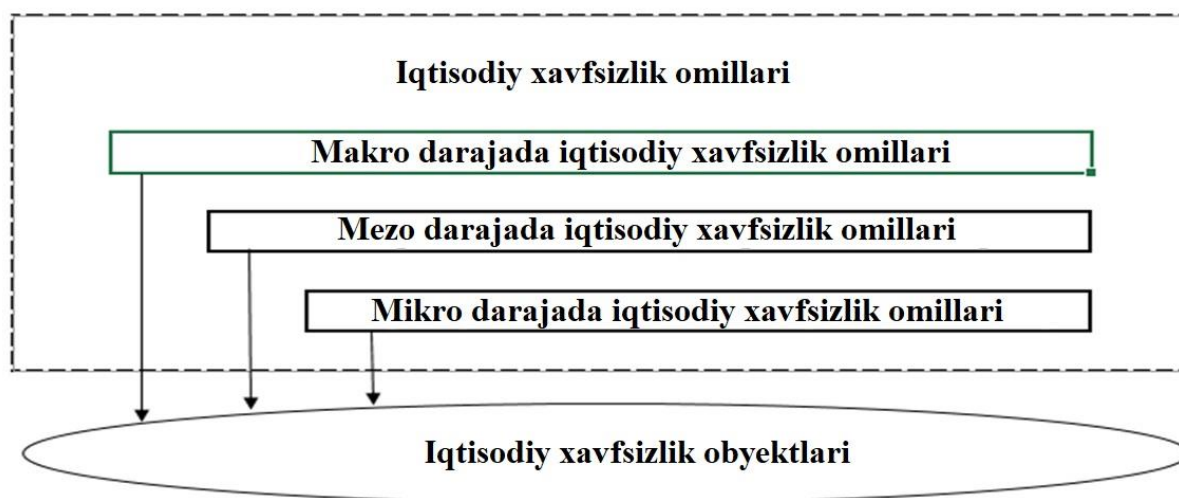 Iqtisodiy xavfsizlik omillari
Makro darajada iqtisodiy xavfsizlik omillari
Mezo darajada iqtisodiy xavfsizlik omillari
Mikro darajada iqtisodiy xavfsizlik omillari
Iqtisodiy xavfsizlik obyektlari